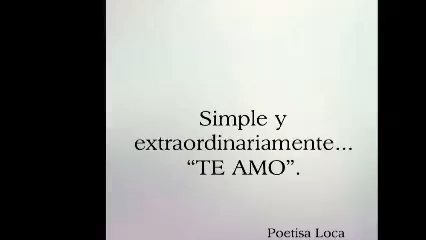 Simple y
extraordinariamente...
“TE AMO”.
Poetisa Loca